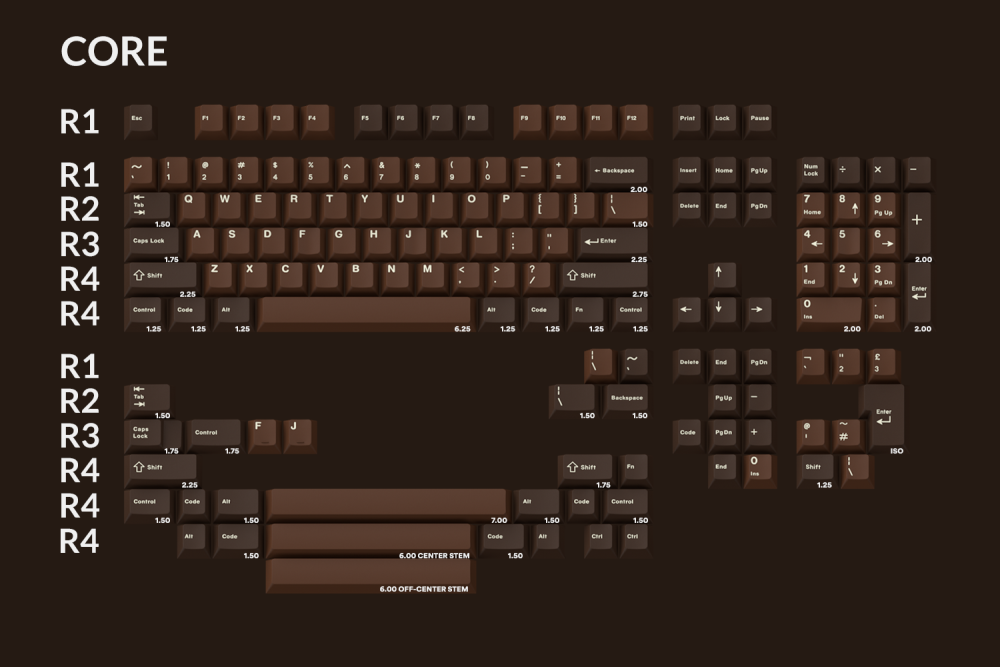 CORE
R1 Esc F1 F2 F3 F4 F5 F6 F7 F8 F9 F10 F11 F12 Print Lock Pause
R1 ~ ` ! 1 @ 2 # 3 $ 4 % 5 ^ 6 & 7 * 8 ( 9 ) 0 – - + = ← Backspace 2.00 Insert Home PgUp Num Lock ÷ × −
R2 Tab 1.50 Q W E R T Y U I O P { [ } ] ¦ \ 1.50 Delete End PgDn 7 Home 8 ↑ 9 Pg Up + 2.00
R3 Caps Lock 1.75 A S D F G H J K L : ; " ' Enter 2.25 4 ← 5 6 →
R4 Shift 2.25 Z X C V B N M < , > . ? / Shift 2.75 ↑ 1 End 2 ↓ 3 Pg Dn Enter 2.00
R4 Control 1.25 Code 1.25 Alt 1.25 6.25 Alt 1.25 Code 1.25 Fn 1.25 Control 1.25 ← ↓ → 0 Ins 2.00 . Del
R1 ¦ \ ~ ` Delete End PgDn ¬ ` " 2 £ 3
R2 Tab 1.50 ¦ \ 1.50 Backspace 1.50 PgUp − Enter ISO
R3 Caps Lock 1.75 Control 1.75 F J Code PgDn + @ ' ~ #
R4 Shift 2.25 Shift 1.75 Fn End 0 Ins Shift 1.25 ¦ \
R4 Control 1.50 Code Alt 1.50 7.00 Alt 1.50 Code Control 1.50
R4 Alt Code 1.50 6.00 CENTER STEM Code 1.50 Alt Ctrl Ctrl
6.00 OFF-CENTER STEM